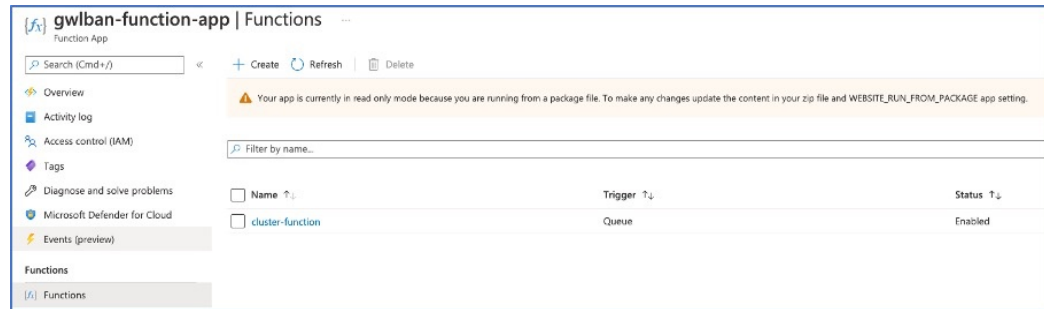 gwlban-function-app | Functions ...
Function App
Search (Cmd+/)
«
+ Create Refresh Delete
Overview
Activity log
Access control (IAM)
Tags
Diagnose and solve problems
Microsoft Defender for Cloud
Events (preview)
Functions
Functions
Your app is currently in read only mode because you are running from a package file. To make any changes update the content in your zip file and WEBSITE_RUN_FROM_PACKAGE app setting.
Filter by name...
Name ↑↓ Trigger ↑↓ Status ↑↓
cluster-function Queue Enabled